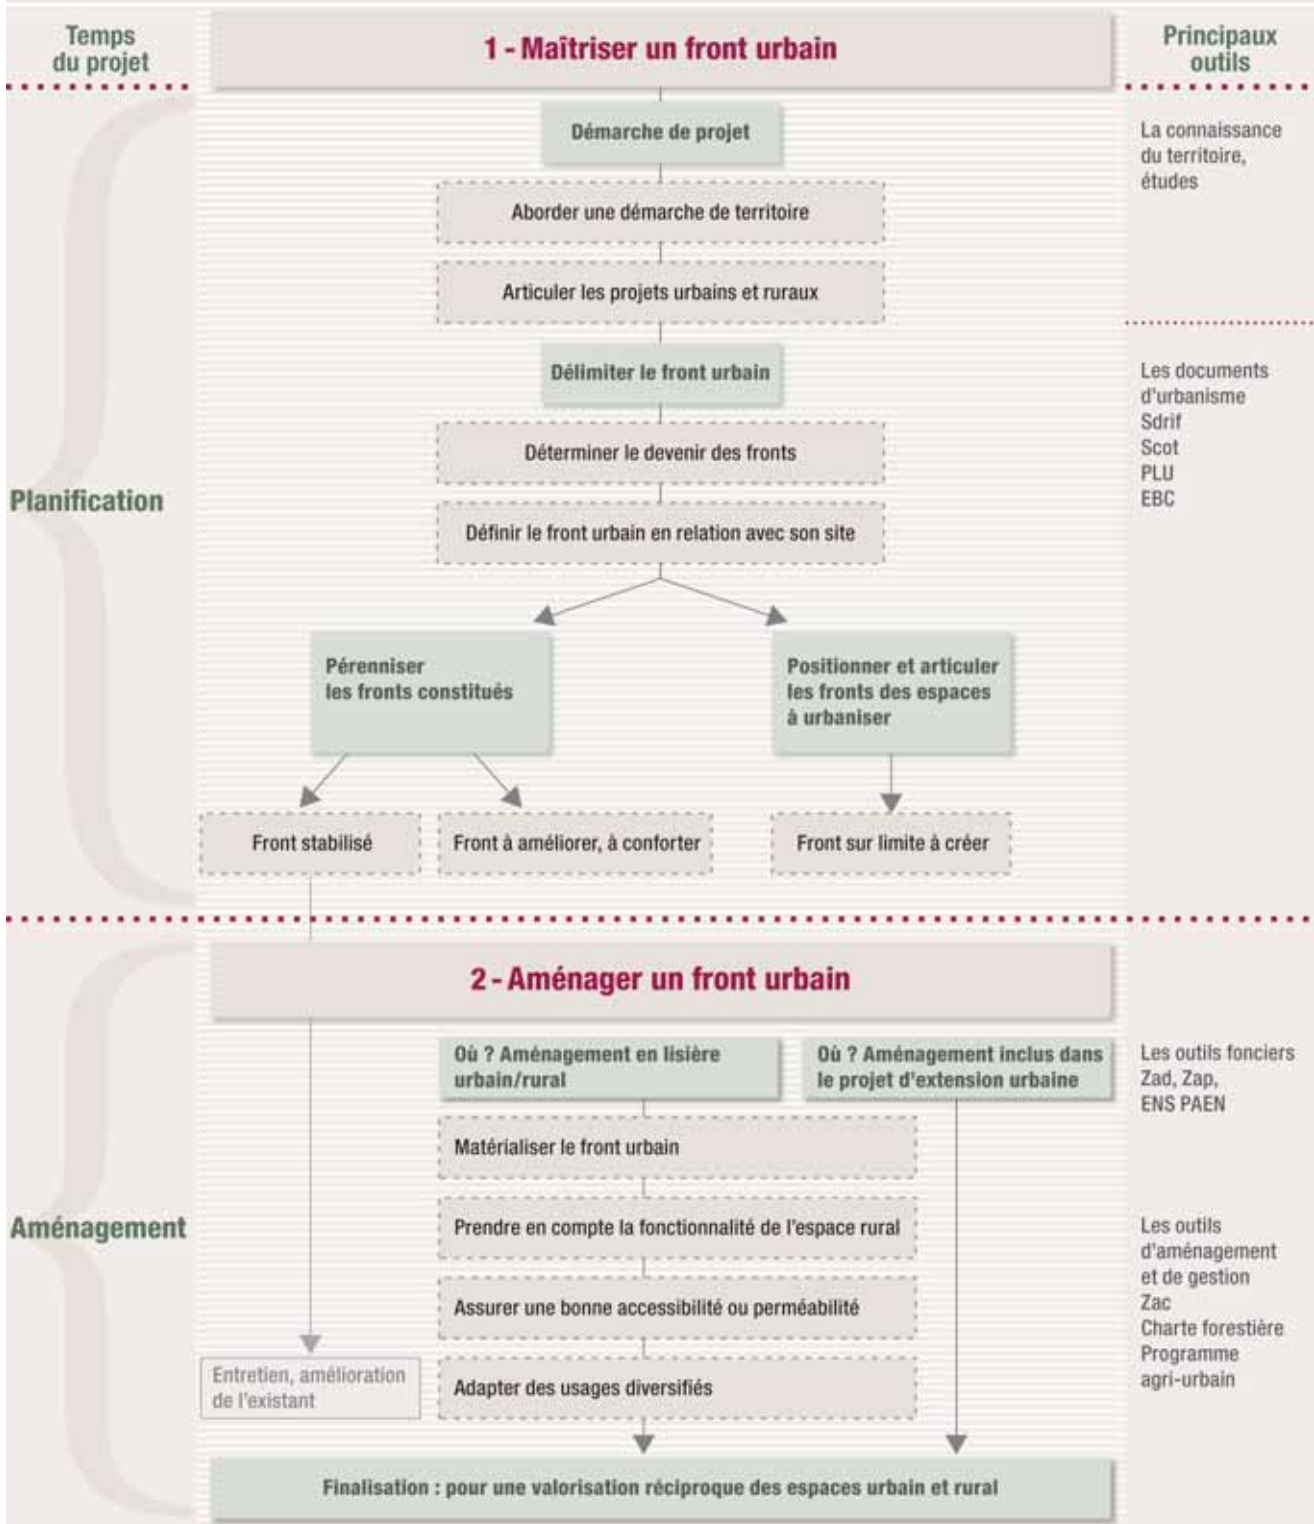 Temps
du projet
1 - Maîtriser un front urbain
Principaux
outils
Démarche de projet
La connaissance
du territoire,
études
Aborder une démarche de territoire
Articuler les projets urbains et ruraux
Délimiter le front urbain
Les documents
d'urbanisme
Sdrif
Scot
PLU
EBC
Déterminer le devenir des fronts
Planification
Définir le front urbain en relation avec son site
Pérenniser
les fronts constitués
Positionner et articuler
les fronts des espaces
à urbaniser
Front stabilisé
Front à améliorer, à conforter
Front sur limite à créer
2 - Aménager un front urbain
Où ? Aménagement en lisière
urbain/rural
Où ? Aménagement inclus dans
le projet d'extension urbaine
Les outils fonciers
Zad, Zap,
ENS PAEN
Matérialiser le front urbain
Aménagement
Prendre en compte la fonctionnalité de l'espace rural
Les outils
d'aménagement
et de gestion
Zac
Charte forestière
Programme
agri-urbain
Assurer une bonne accessibilité ou perméabilité
Entretien, amélioration
de l'existant
Adapter des usages diversifiés
Finalisation : pour une valorisation réciproque des espaces urbain et rural